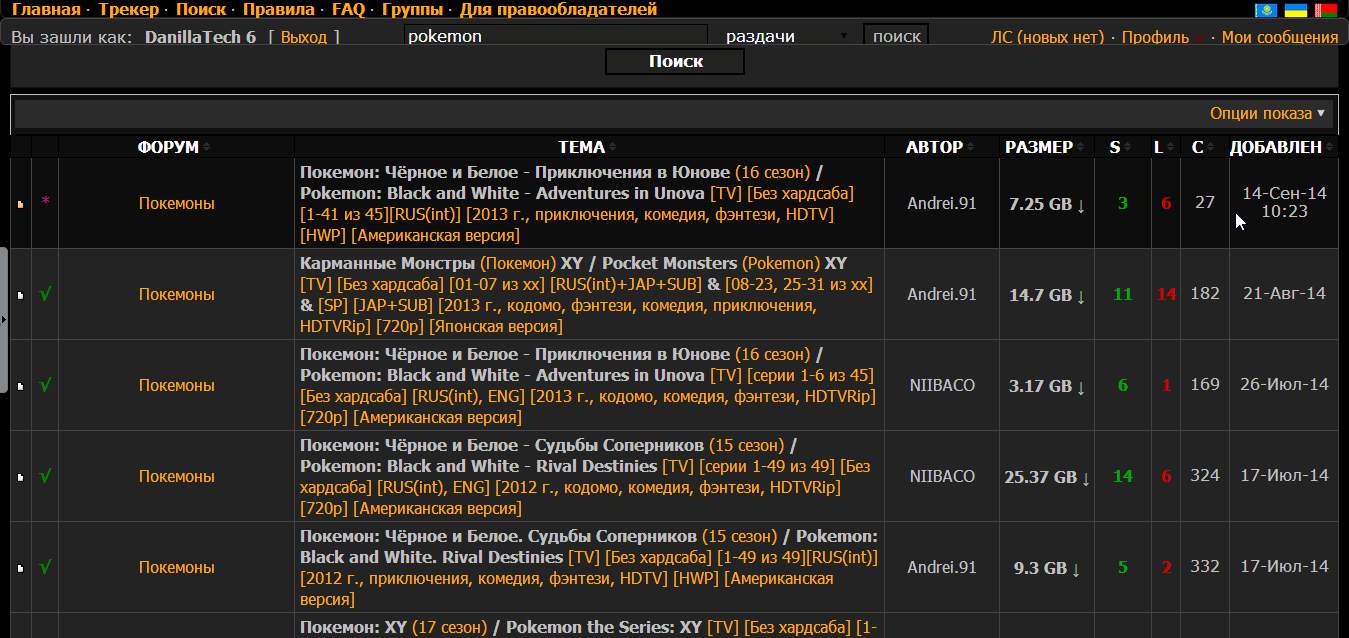 Главная · Трекер · Поиск · Правила · FAQ · Группы · Для правообладателей
Вы зашли как: DanillaTech 6 [ Выход ] pokemon раздачи поиск ЛС (новых нет) · Профиль · Мои сообщения
Поиск
Опции показа
ФОРУМ ТЕМА АВТОР РАЗМЕР S L C ДОБАВЛЕН
Покемон: Чёрное и Белое - Приключения в Юнове (16 сезон) /
Pokemon: Black and White - Adventures in Unova [TV] [Без хардсаба]
[1-41 из 45][RUS(int)] [2013 г., приключения, комедия, фэнтези, HDTV]
[HWP] [Американская версия]
* Покемоны Andrei.91 7.25 GB ↓ 3 6 27 14-Сен-14
10:23
Карманные Монстры (Покемон) XY / Pocket Monsters (Pokemon) XY
[TV] [Без хардсаба] [01-07 из xx] [RUS(int)+JAP+SUB] & [08-23, 25-31 из xx]
& [SP] [JAP+SUB] [2013 г., кодомо, фэнтези, комедия, приключения,
HDTVRip] [720p] [Японская версия]
√ Покемоны Andrei.91 14.7 GB ↓ 11 14 182 21-Авг-14
Покемон: Чёрное и Белое - Приключения в Юнове (16 сезон) /
Pokemon: Black and White - Adventures in Unova [TV] [серии 1-6 из 45]
[Без хардсаба] [RUS(int), ENG] [2013 г., кодомо, комедия, фэнтези, HDTVRip]
[720p] [Американская версия]
√ Покемоны NIIBACO 3.17 GB ↓ 6 1 169 26-Июл-14
Покемон: Чёрное и Белое - Судьбы Соперников (15 сезон) /
Pokemon: Black and White - Rival Destinies [TV] [серии 1-49 из 49] [Без
хардсаба] [RUS(int), ENG] [2012 г., кодомо, комедия, фэнтези, HDTVRip]
[720p] [Американская версия]
√ Покемоны NIIBACO 25.37 GB ↓ 14 6 324 17-Июл-14
Покемон: Чёрное и Белое. Судьбы Соперников (15 сезон) / Pokemon:
Black and White. Rival Destinies [TV] [Без хардсаба] [1-49 из 49][RUS(int)]
[2012 г., приключения, комедия, фэнтези, HDTV] [HWP] [Американская
версия]
√ Покемоны Andrei.91 9.3 GB ↓ 5 2 332 17-Июл-14
Покемон: XY (17 сезон) / Pokemon the Series: XY [TV] [Без хардсаба] [1-